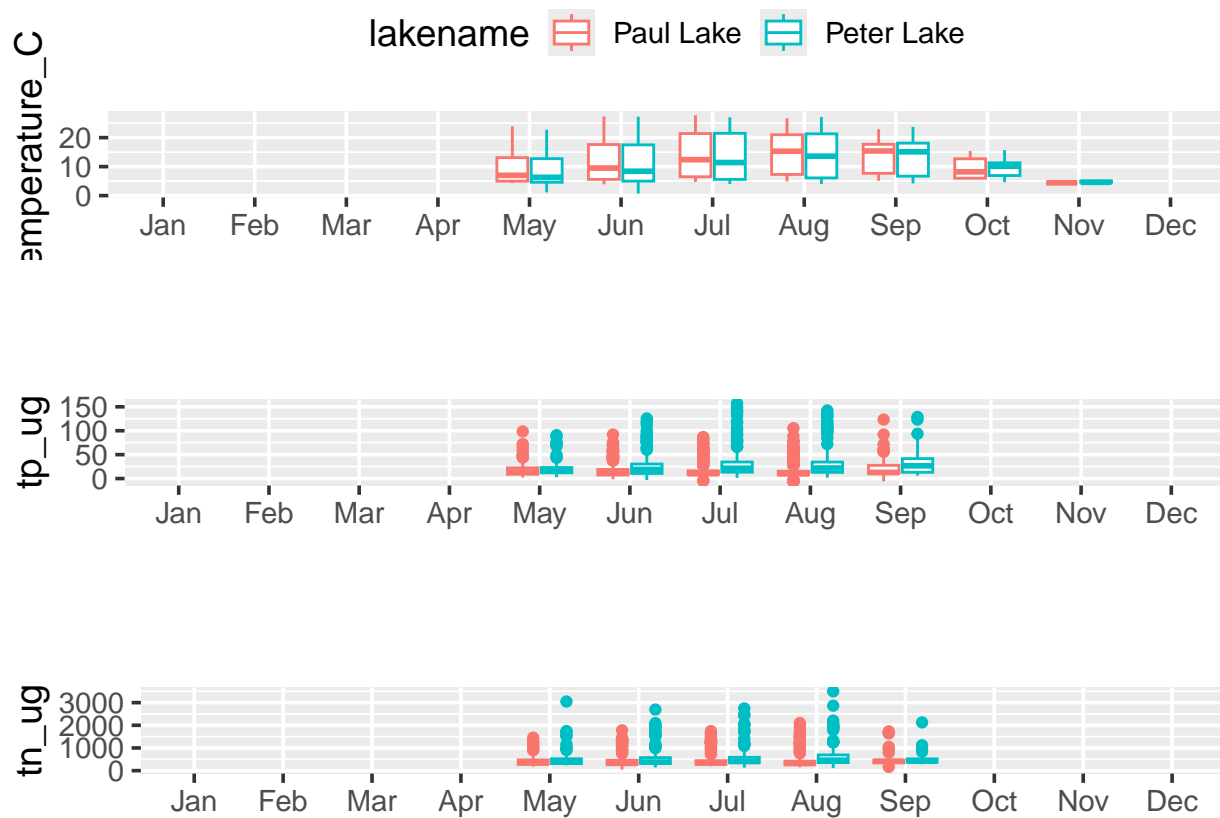 lakename Paul Lake Peter Lake
emperature_C
20
10
0
Jan Feb Mar Apr May Jun Jul Aug Sep Oct Nov Dec
tp_ug
150
100
50
0
Jan Feb Mar Apr May Jun Jul Aug Sep Oct Nov Dec
tn_ug
3000
2000
1000
0
Jan Feb Mar Apr May Jun Jul Aug Sep Oct Nov Dec